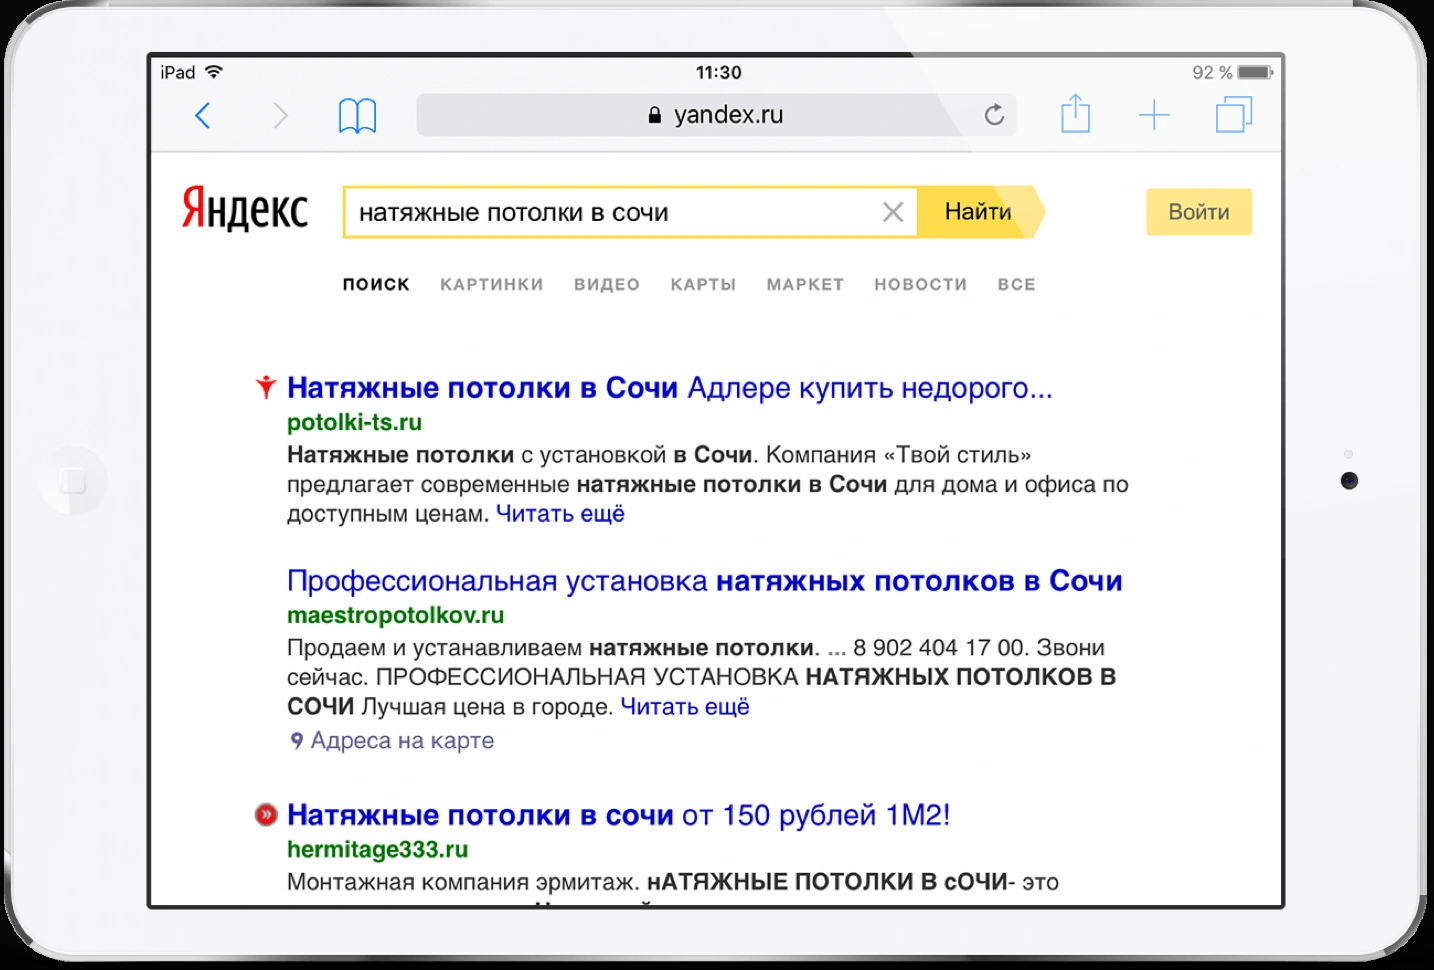 iPad
11:30
92 %
yandex.ru
Яндекс
натяжные потолки в сочи
Найти
Войти
ПОИСК КАРТИНКИ ВИДЕО КАРТЫ МАРКЕТ НОВОСТИ ВСЕ
Натяжные потолки в Сочи Адлере купить недорого...
potolki-ts.ru
Натяжные потолки с установкой в Сочи. Компания «Твой стиль»
предлагает современные натяжные потолки в Сочи для дома и офиса по
доступным ценам. Читать ещё
Профессиональная установка натяжных потолков в Сочи
maestropotolkov.ru
Продаем и устанавливаем натяжные потолки. ... 8 902 404 17 00. Звони
сейчас. ПРОФЕССИОНАЛЬНАЯ УСТАНОВКА НАТЯЖНЫХ ПОТОЛКОВ В
СОЧИ Лучшая цена в городе. Читать ещё
Адреса на карте
Натяжные потолки в сочи от 150 рублей 1М2!
hermitage333.ru
Монтажная компания эрмитаж. нАТЯЖНЫЕ ПОТОЛКИ В сОЧИ- это